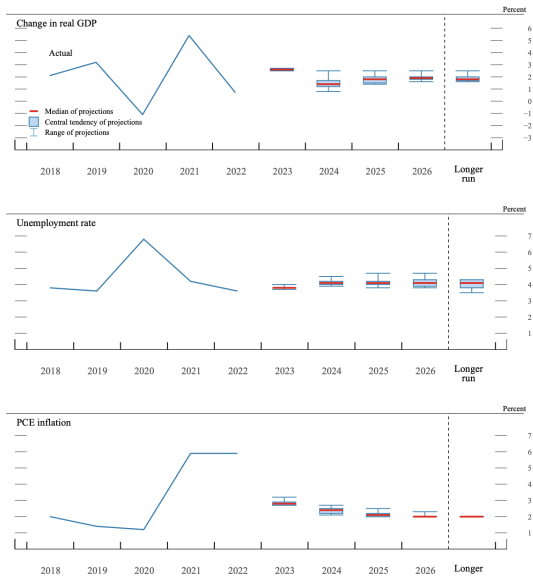 Percent
Change in real GDP
6
5
Actual
4
3
2
1
0
Median of projections
−1
Central tendency of projections
−2
Range of projections
−3
2018 2019 2020 2021 2022 2023 2024 2025 2026 Longer
run
Percent
Unemployment rate
7
6
5
4
3
2
1
2018 2019 2020 2021 2022 2023 2024 2025 2026 Longer
run
Percent
PCE inflation
7
6
5
4
3
2
1
2018 2019 2020 2021 2022 2023 2024 2025 2026 Longer